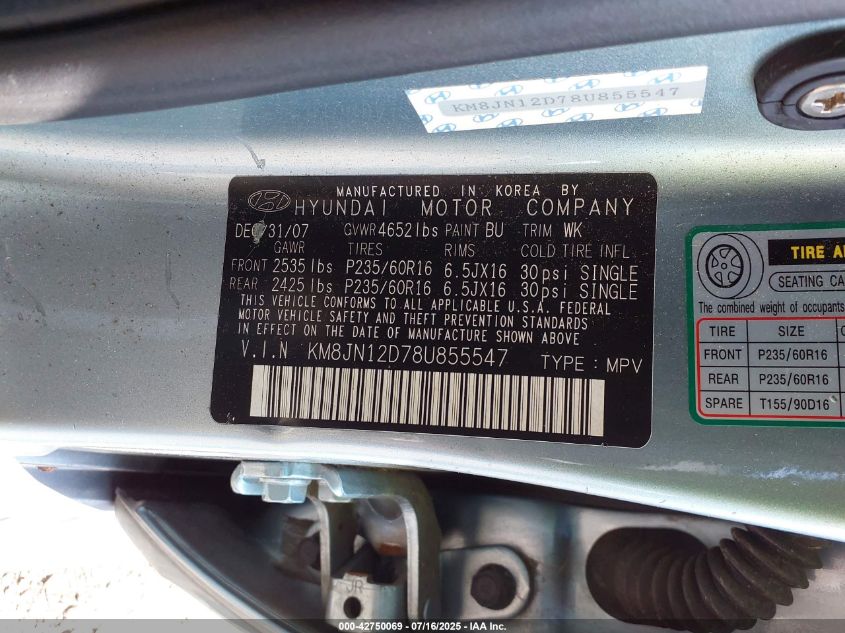 KM8JN12D78U855547
MANUFACTURED IN KOREA BY
HYUNDAI MOTOR COMPANY
DEC/31/07 GVWR 4652lbs PAINT BU TRIM WK
GAWR TIRES RIMS COLD TIRE INFL
FRONT 2535lbs P235/60R16 6.5JX16 30psi SINGLE
REAR 2425lbs P235/60R16 6.5JX16 30psi SINGLE
THIS VEHICLE CONFORMS TO ALL APPLICABLE U.S.A. FEDERAL
MOTOR VEHICLE SAFETY AND THEFT PREVENTION STANDARDS
IN EFFECT ON THE DATE OF MANUFACTURE SHOWN ABOVE
V.I.N KM8JN12D78U855547 TYPE : MPV
TIRE
SEATING
The combined weight of occupants
TIRE SIZE
FRONT P235/60R16
REAR P235/60R16
SPARE T155/90D16
JR
000-42750069 - 07/16/2025 - IAA Inc.